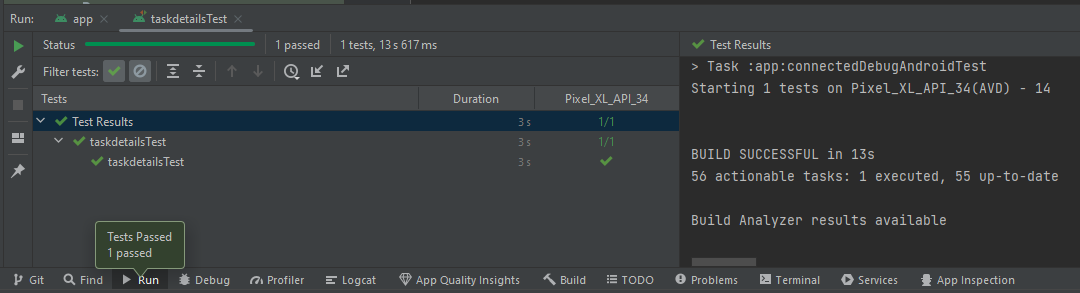 Run: app taskdetailsTest
Status 1 passed 1 tests, 13 s 617 ms
Filter tests:
Tests Duration Pixel_XL_API_34
Test Results 3 s 1/1
taskdetailsTest 3 s 1/1
taskdetailsTest 3 s
Test Results
> Task :app:connectedDebugAndroidTest
Starting 1 tests on Pixel_XL_API_34(AVD) - 14
BUILD SUCCESSFUL in 13s
56 actionable tasks: 1 executed, 55 up-to-date
Build Analyzer results available
Tests Passed
1 passed
Git Find Run Debug Profiler Logcat App Quality Insights Build TODO Problems Terminal Services App Inspection